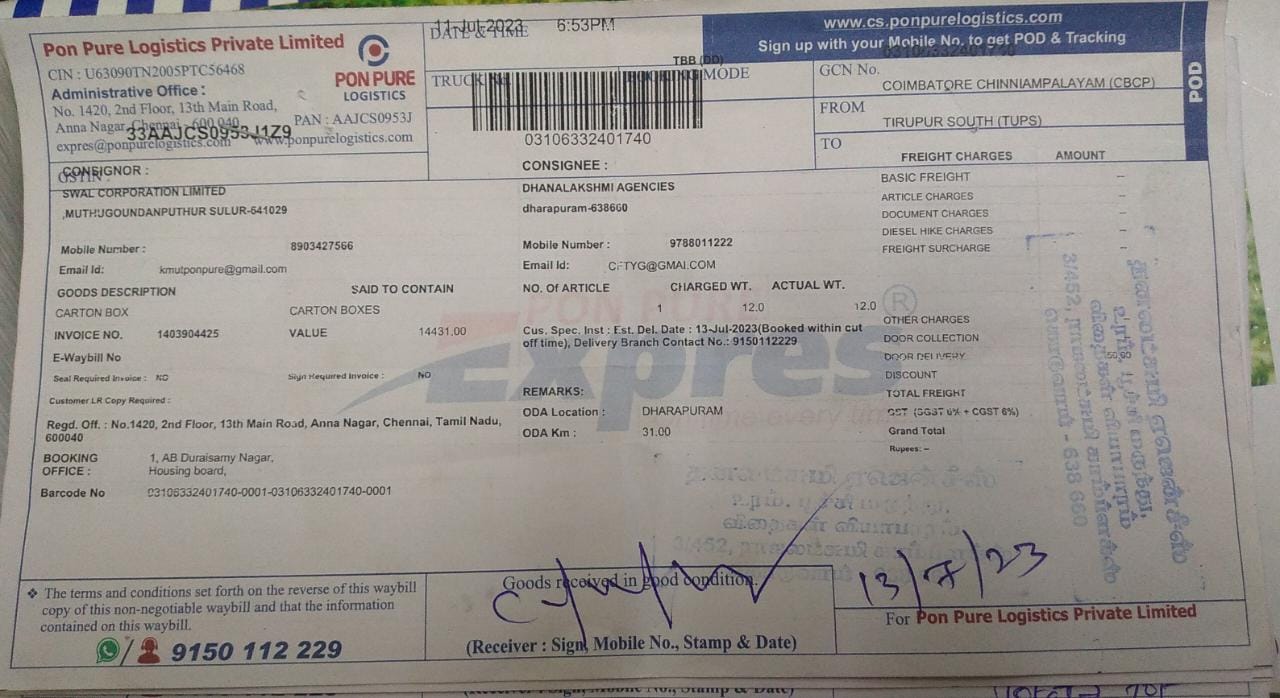 Pon Pure Logistics Private Limited
CIN : U63090TN2005PTC56468
Administrative Office :
No. 1420, 2nd Floor, 13th Main Road,
Anna Nagar, Chennai - 600 040
PAN : AAJCS0953J
33AAJCS0953J1Z9
expres@ponpurelogistics.com www.ponpurelogistics.com
GSTIN :
PON PURE
LOGISTICS
11-Jul-2023 6:53PM
DATE & TIME
TBB (DD)
TRUCK No. BOOKING MODE
03106332401740
www.cs.ponpurelogistics.com
Sign up with your Mobile No. to get POD & Tracking
03106332401740
GCN No.
COIMBATORE CHINNIAMPALAYAM (CBCP)
FROM
TIRUPUR SOUTH (TUPS)
TO
POD
CONSIGNOR :
SWAL CORPORATION LIMITED
,MUTHUGOUNDANPUTHUR SULUR-641029
Mobile Number : 8903427566
Email Id: kmutponpure@gmail.com
CONSIGNEE :
DHANALAKSHMI AGENCIES
dharapuram-638660
Mobile Number : 9788011222
Email Id: CFTYG@GMAI.COM
FREIGHT CHARGES AMOUNT
BASIC FREIGHT –
ARTICLE CHARGES –
DOCUMENT CHARGES –
DIESEL HIKE CHARGES –
FREIGHT SURCHARGE –
GOODS DESCRIPTION SAID TO CONTAIN
CARTON BOX CARTON BOXES
NO. OF ARTICLE CHARGED WT. ACTUAL WT.
1 12.0 12.0
INVOICE NO. 1403904425 VALUE 14431.00
E-Waybill No
Seal Required Invoice : NO Sign Required Invoice : NO
Customer LR Copy Required :
Cus. Spec. Inst : Est. Del. Date : 13-Jul-2023(Booked within cut
off time), Delivery Branch Contact No.: 9150112229
REMARKS:
ODA Location : DHARAPURAM
ODA Km : 31.00
PON PURE
Expres®
OTHER CHARGES
DOOR COLLECTION
DOOR DELIVERY
DISCOUNT
TOTAL FREIGHT
GST (SGST 6% + CGST 6%)
Grand Total
Rupees: –
Regd. Off. : No.1420, 2nd Floor, 13th Main Road, Anna Nagar, Chennai, Tamil Nadu,
600040
BOOKING
OFFICE :
1, AB Duraisamy Nagar,
Housing board,
Barcode No 03106332401740-0001-03106332401740-0001
❖ The terms and conditions set forth on the reverse of this waybill
copy of this non-negotiable waybill and that the information
contained on this waybill.
9150 112 229
Goods received in good condition.
(Receiver : Sign, Mobile No., Stamp & Date)
13/7/23
For Pon Pure Logistics Private Limited
638 660